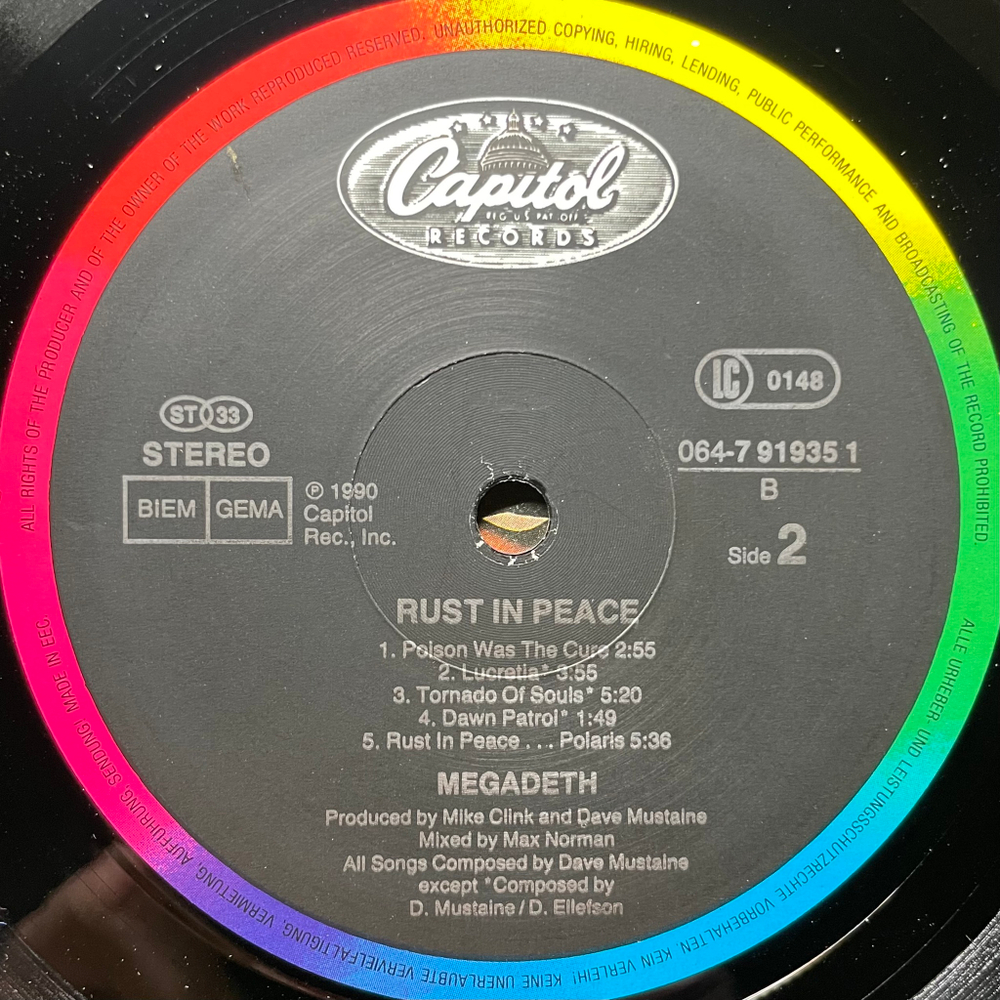 ALL RIGHTS OF THE PRODUCER AND OF THE OWNER OF THE WORK REPRODUCED RESERVED. UNAUTHORIZED COPYING, HIRING, LENDING, PUBLIC PERFORMANCE AND BROADCASTING OF THE RECORD PROHIBITED
Capitol
REG US PAT OFF
RECORDS
LC 0148
ST 33
STEREO
BIEM GEMA
℗ 1990
Capitol
Rec., Inc.
064-7 91935 1
B
Side 2
RUST IN PEACE
1. Poison Was The Cure 2:55
2. Lucretia* 3:55
3. Tornado Of Souls* 5:20
4. Dawn Patrol* 1:49
5. Rust In Peace . . . Polaris 5:36
MEGADETH
Produced by Mike Clink and Dave Mustaine
Mixed by Max Norman
All Songs Composed by Dave Mustaine
except *Composed by
D. Mustaine / D. Ellefson
ALLE URHEBER- UND LEISTUNGSSCHUTZRECHTE VORBEHALTEN KEIN VERLEIH! KEINE UNERLAUBTE VERVIELFÄLTIGUNG, VERMIETUNG, AUFFÜHRUNG, SENDUNG! MADE IN EEC